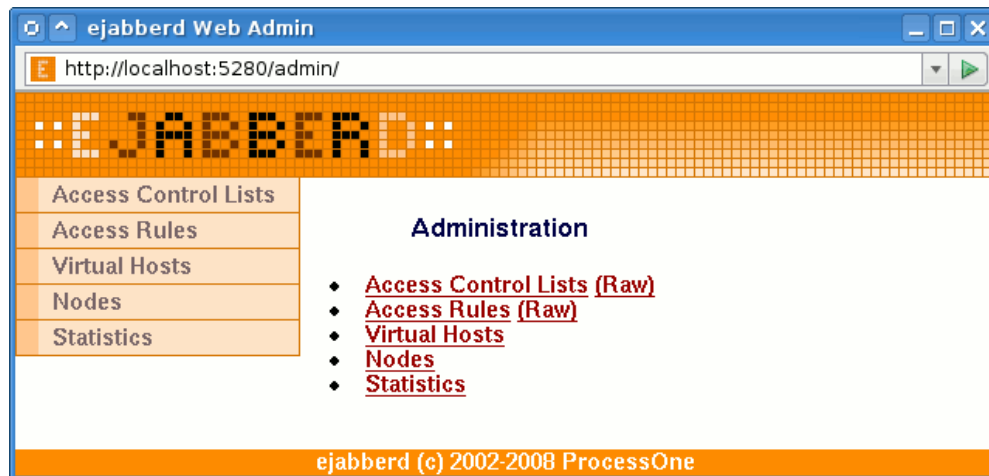 ejabberd Web Admin
http://localhost:5280/admin/
::EJABBERD::
Access Control Lists
Access Rules
Virtual Hosts
Nodes
Statistics
Administration
Access Control Lists (Raw)
Access Rules (Raw)
Virtual Hosts
Nodes
Statistics
ejabberd (c) 2002-2008 ProcessOne